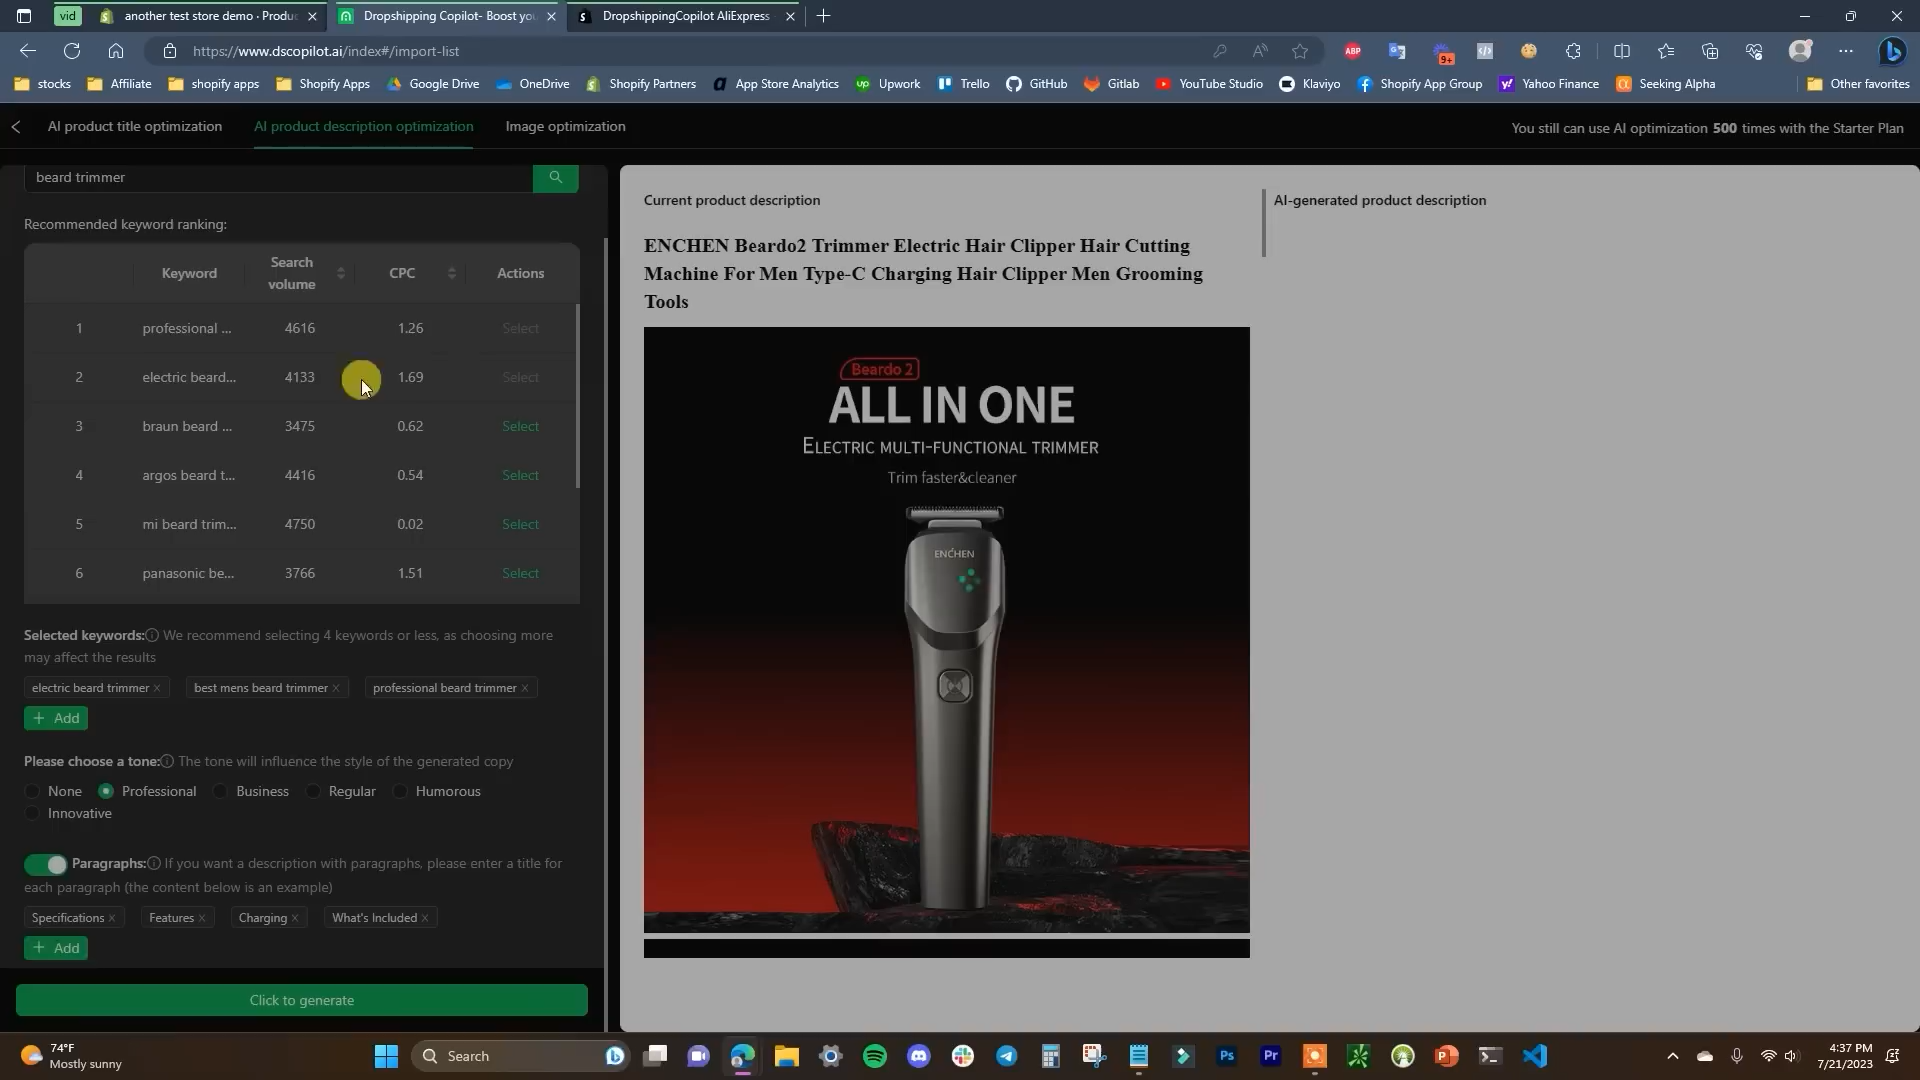 vid
another test store demo · Produc
Dropshipping Copilot- Boost you
DropshippingCopilot AliExpress
https://www.dscopilot.ai/index#/import-list
ABP
9+
stocks
Affiliate
shopify apps
Shopify Apps
Google Drive
OneDrive
Shopify Partners
App Store Analytics
Upwork
Trello
GitHub
Gitlab
YouTube Studio
Klaviyo
Shopify App Group
Yahoo Finance
Seeking Alpha
Other favorites
AI product title optimization
AI product description optimization
Image optimization
You still can use AI optimization 500 times with the Starter Plan
beard trimmer
Recommended keyword ranking:
Keyword
Search
volume
CPC
Actions
1 professional ... 4616 1.26 Select
2 electric beard... 4133 1.69 Select
3 braun beard ... 3475 0.62 Select
4 argos beard t... 4416 0.54 Select
5 mi beard trim... 4750 0.02 Select
6 panasonic be... 3766 1.51 Select
Selected keywords: We recommend selecting 4 keywords or less, as choosing more
may affect the results
electric beard trimmer
best mens beard trimmer
professional beard trimmer
+ Add
Please choose a tone: The tone will influence the style of the generated copy
None
Professional
Business
Regular
Humorous
Innovative
Paragraphs: If you want a description with paragraphs, please enter a title for
each paragraph (the content below is an example)
Specifications
Features
Charging
What's Included
+ Add
Click to generate
Current product description
ENCHEN Beardo2 Trimmer Electric Hair Clipper Hair Cutting
Machine For Men Type-C Charging Hair Clipper Men Grooming
Tools
Beardo 2
ALL IN ONE
ELECTRIC MULTI-FUNCTIONAL TRIMMER
Trim faster&cleaner
ENCHEN
AI-generated product description
74°F
Mostly sunny
Search
Ps
Pr
4:37 PM
7/21/2023